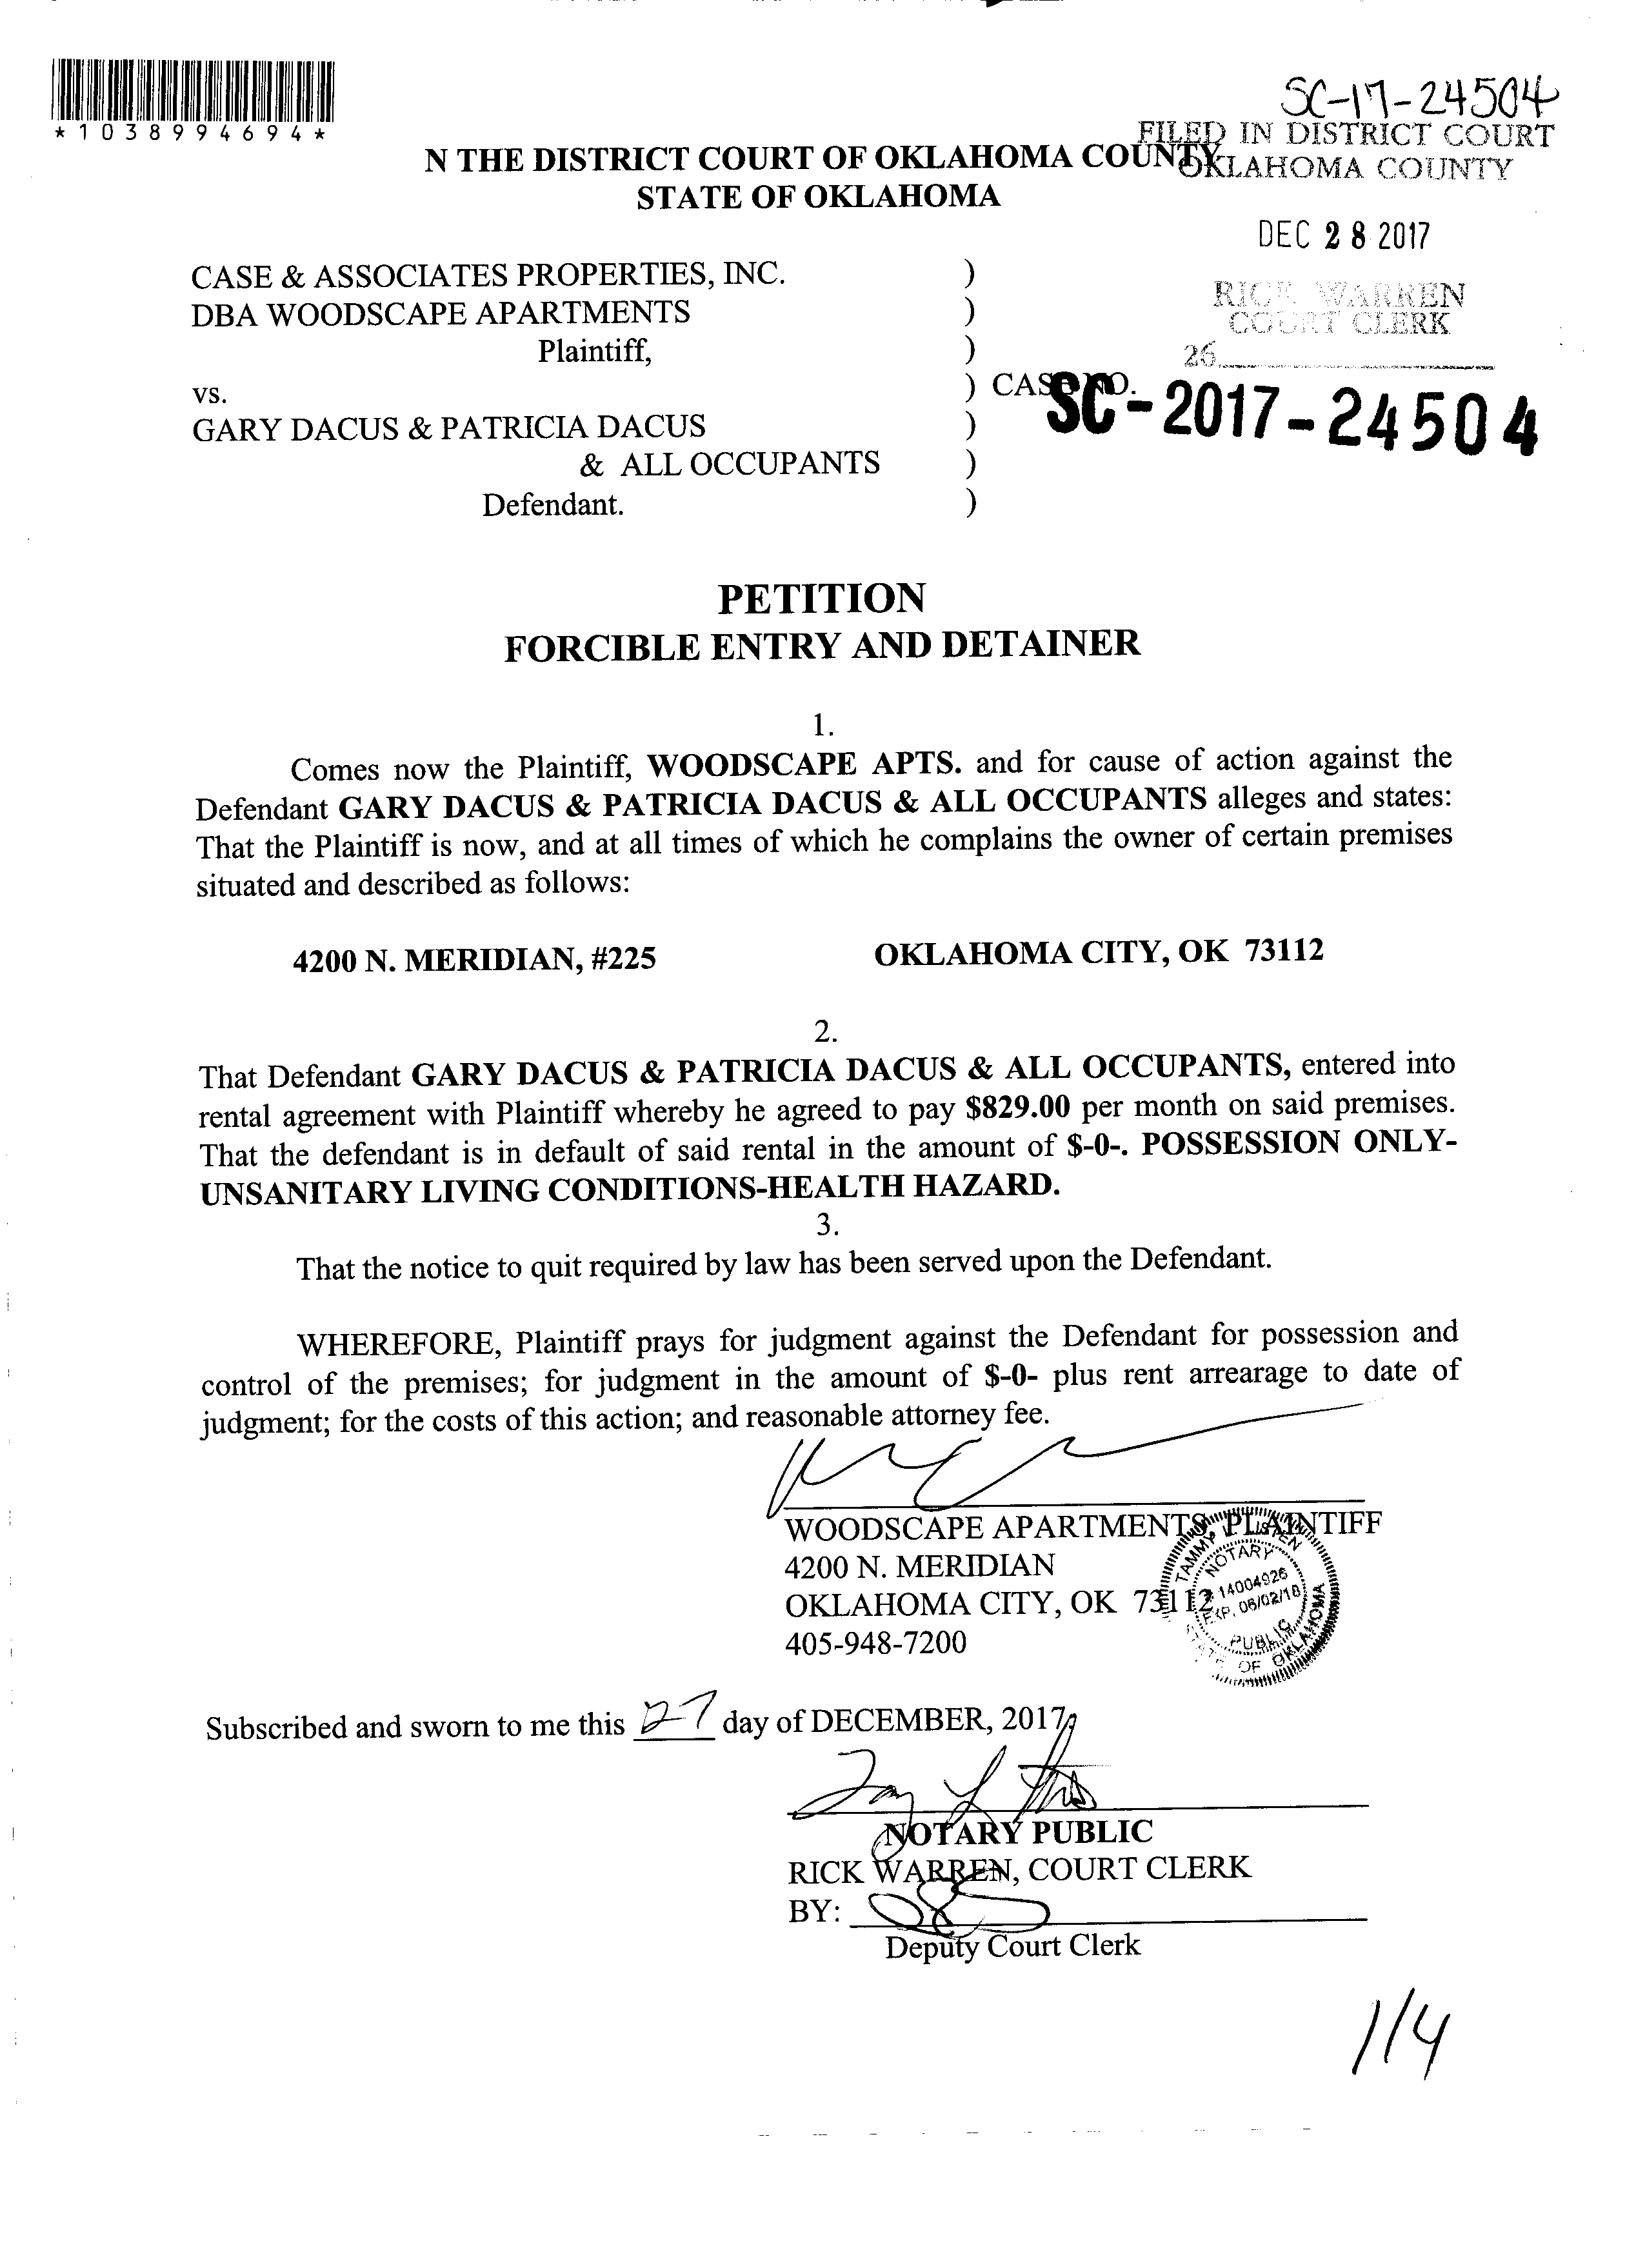 *1038994694*
SC-17-24504
FILED IN DISTRICT COURT
OKLAHOMA COUNTY
N THE DISTRICT COURT OF OKLAHOMA COUNTY
STATE OF OKLAHOMA
DEC 28 2017
RICK WARREN
COURT CLERK
26
CASE & ASSOCIATES PROPERTIES, INC. )
DBA WOODSCAPE APARTMENTS )
Plaintiff, )
vs. ) CASE NO.
SC-2017-24504
GARY DACUS & PATRICIA DACUS )
& ALL OCCUPANTS )
Defendant. )
PETITION
FORCIBLE ENTRY AND DETAINER
1.
Comes now the Plaintiff, WOODSCAPE APTS. and for cause of action against the
Defendant GARY DACUS & PATRICIA DACUS & ALL OCCUPANTS alleges and states:
That the Plaintiff is now, and at all times of which he complains the owner of certain premises
situated and described as follows:
4200 N. MERIDIAN, #225 OKLAHOMA CITY, OK 73112
2.
That Defendant GARY DACUS & PATRICIA DACUS & ALL OCCUPANTS, entered into
rental agreement with Plaintiff whereby he agreed to pay $829.00 per month on said premises.
That the defendant is in default of said rental in the amount of $-0-. POSSESSION ONLY-
UNSANITARY LIVING CONDITIONS-HEALTH HAZARD.
3.
That the notice to quit required by law has been served upon the Defendant.
WHEREFORE, Plaintiff prays for judgment against the Defendant for possession and
control of the premises; for judgment in the amount of $-0- plus rent arrearage to date of
judgment; for the costs of this action; and reasonable attorney fee.
WOODSCAPE APARTMENTS, PLAINTIFF
4200 N. MERIDIAN
OKLAHOMA CITY, OK 73112
405-948-7200
TAMMY
NOTARY
14004926
EXP. 06/02/18
PUBLIC
STATE OF OKLAHOMA
Subscribed and sworn to me this 27 day of DECEMBER, 2017
NOTARY PUBLIC
RICK WARREN, COURT CLERK
BY:
Deputy Court Clerk
1/4